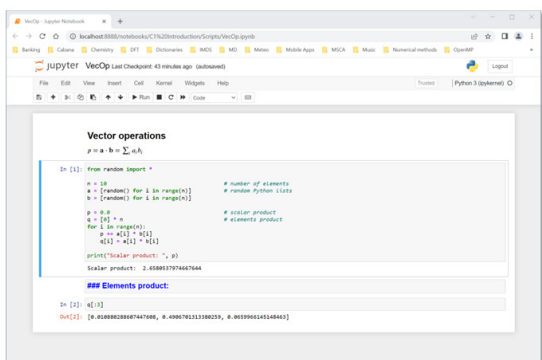 VecOp - Jupyter Notebook
localhost:8888/notebooks/C1%20Introduction/Scripts/VecOp.ipynb
Banking Cabana Chemistry DFT Dictionaries IMDS MD Meteo Mobile Apps MSCA Music Numerical methods OpenMP
jupyter VecOp Last Checkpoint: 43 minutes ago (autosaved)
Logout
File Edit View Insert Cell Kernel Widgets Help
Trusted Python 3 (ipykernel)
Run Code
Vector operations
p = a · b = ∑i aibi
In [1]: from random import *
n = 10 # number of elements
a = [random() for i in range(n)] # random Python lists
b = [random() for i in range(n)]
p = 0.0 # scalar product
q = [0] * n # elements product
for i in range(n):
p += a[i] * b[i]
q[i] = a[i] * b[i]
print("Scalar product: ", p)
Scalar product: 2.6580537974667644
### Elements product:
In [2]: q[:3]
Out[2]: [0.010880288607447608, 0.4906701313380259, 0.0659966145148463]